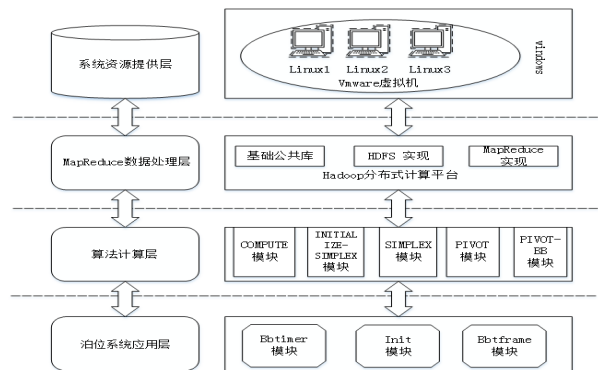 系统资源提供层
Linux1 Linux2 Linux3
Vmware虚拟机
windows
MapReduce数据处理层
基础公共库
HDFS 实现
MapReduce
实现
Hadoop分布式计算平台
算法计算层
COMPUTE
模块
INITIAL
IZE-
SIMPLEX
模块
SIMPLEX
模块
PIVOT
模块
PIVOT-
BB
模块
泊位系统应用层
Bbtimer
模块
Init
模块
Bbtframe
模块